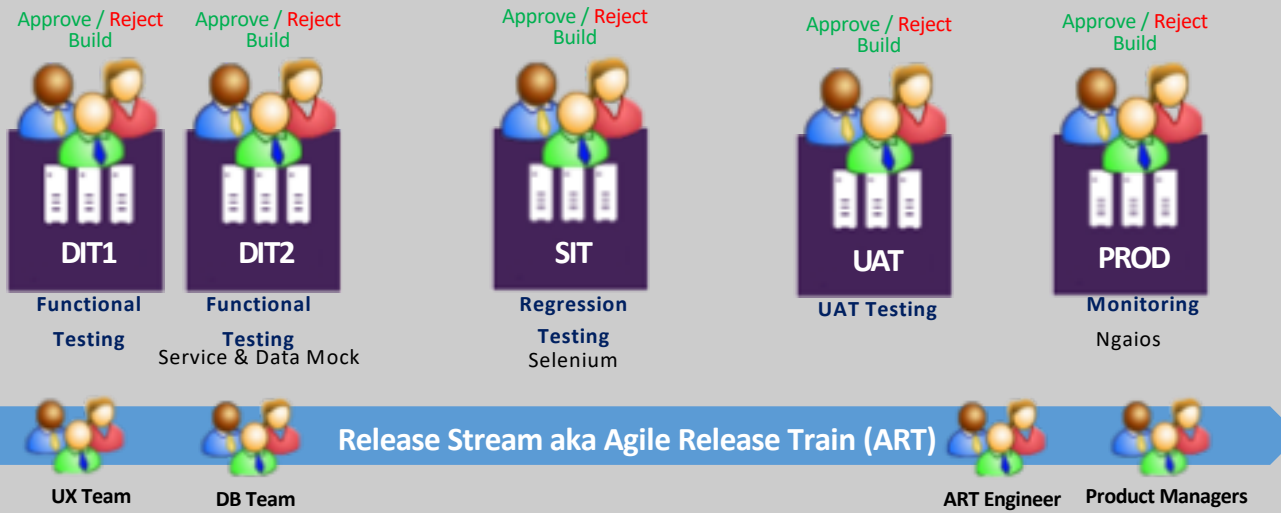 Approve / Reject
Build
Approve / Reject
Build
Approve / Reject
Build
Approve / Reject
Build
Approve / Reject
Build
DIT1
DIT2
SIT
UAT
PROD
Functional
Testing
Functional
Testing
Service & Data Mock
Regression
Testing
Selenium
UAT Testing
Monitoring
Ngaios
Release Stream aka Agile Release Train (ART)
UX Team
DB Team
ART Engineer
Product Managers